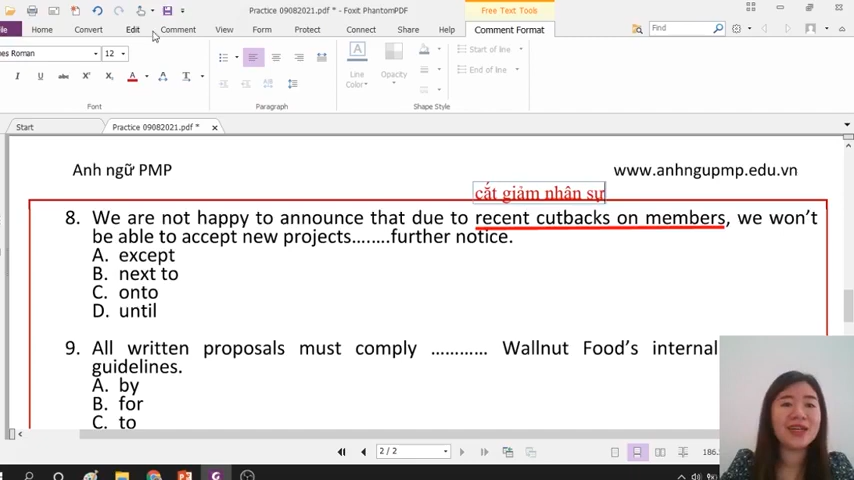 Practice 09082021.pdf * - Foxit PhantomPDF
Free Text Tools
Home Convert Edit Comment View Form Protect Connect Share Help Comment Format
Find
Roman 12
Line Color
Opacity
Start of line
End of line
Font Paragraph Shape Style
Start Practice 09082021.pdf *
Anh ngữ PMP www.anhngupmp.edu.vn
cắt giảm nhân sự
8. We are not happy to announce that due to recent cutbacks on members, we won't
be able to accept new projects........further notice.
A. except
B. next to
C. onto
D. until
9. All written proposals must comply ............ Wallnut Food's internal
guidelines.
A. by
B. for
C. to
2 / 2
186.